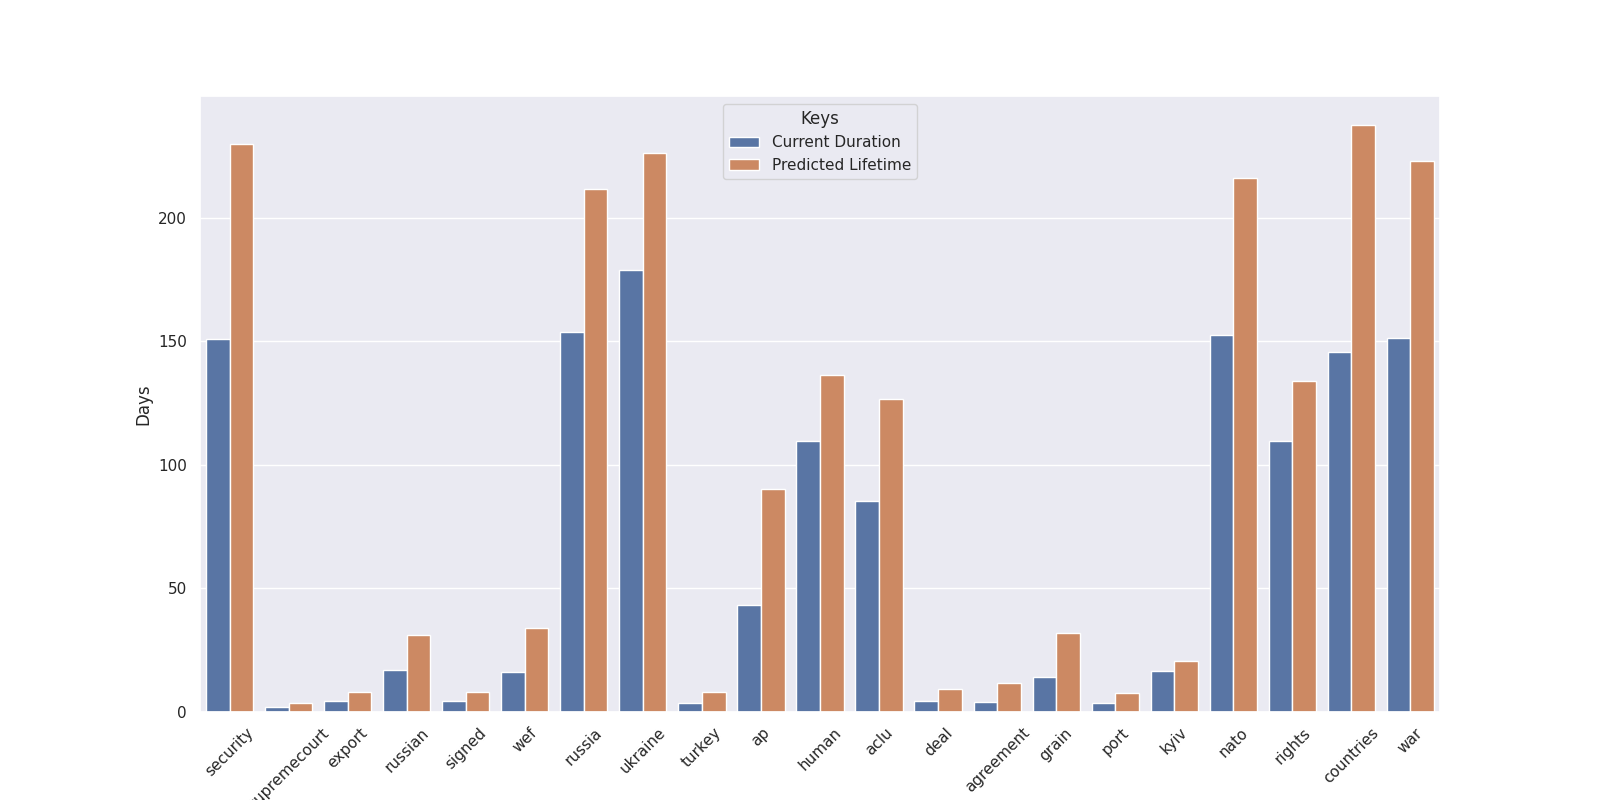 Keys
Current Duration
Predicted Lifetime
Days
200
150
100
50
0
security
upremecourt
export
russian
signed
wef
russia
ukraine
turkey
ap
human
aclu
deal
agreement
grain
port
kyiv
nato
rights
countries
war